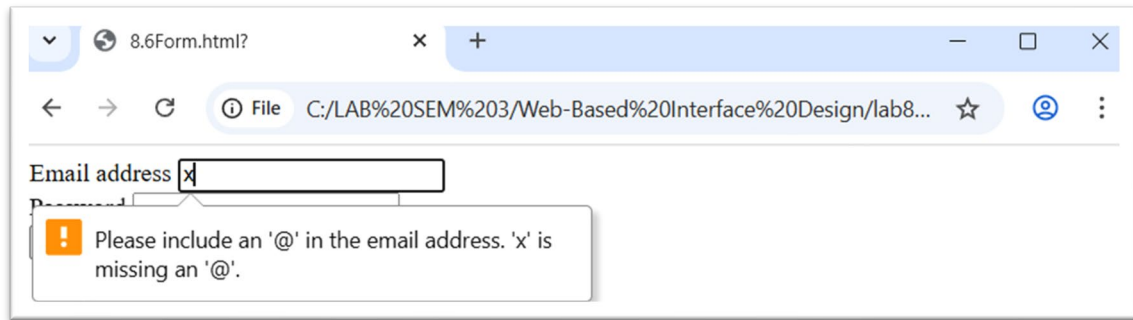 8.6Form.html?
File C:/LAB%20SEM%203/Web-Based%20Interface%20Design/lab8...
Email address x
Password
Please include an '@' in the email address. 'x' is
missing an '@'.